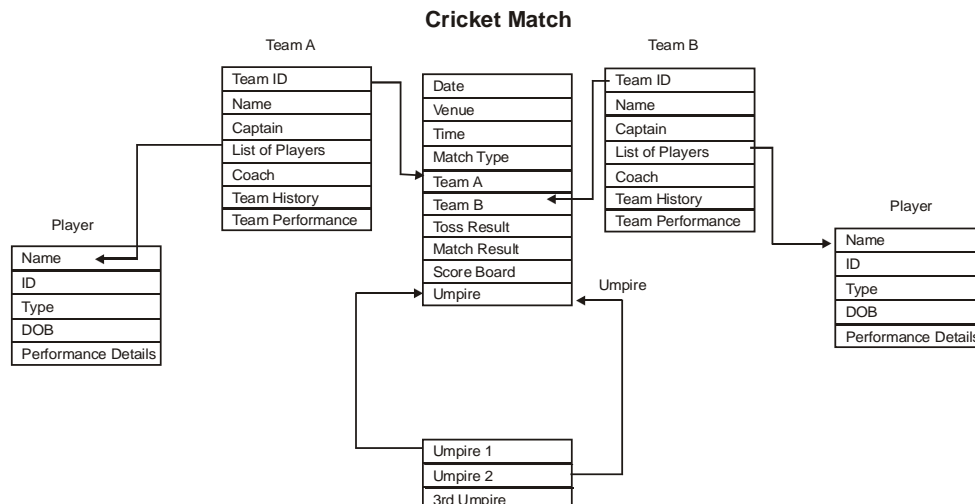 Cricket Match
Team A
Team B
Team ID
Name
Captain
List of Players
Coach
Team History
Team Performance
Date
Venue
Time
Match Type
Team A
Team B
Toss Result
Match Result
Score Board
Umpire
Team ID
Name
Captain
List of Players
Coach
Team History
Team Performance
Player
Name
ID
Type
DOB
Performance Details
Player
Name
ID
Type
DOB
Performance Details
Umpire
Umpire 1
Umpire 2
3rd Umpire